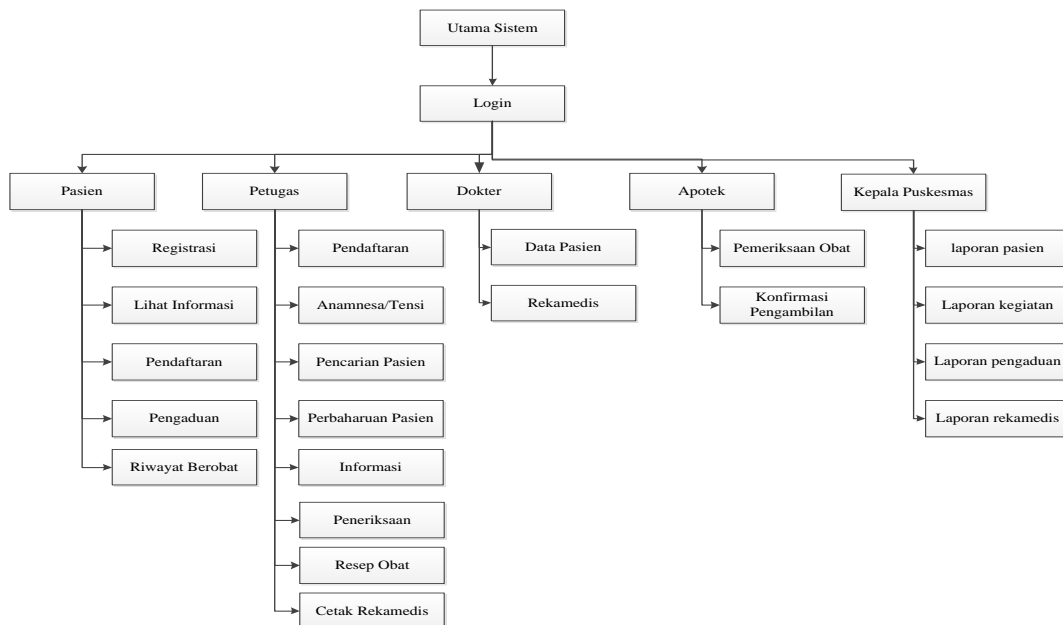 Utama Sistem
Login
Pasien
Petugas
Dokter
Apotek
Kepala Puskesmas
Registrasi
Lihat Informasi
Pendaftaran
Pengaduan
Riwayat Berobat
Pendaftaran
Anamnesa/Tensi
Pencarian Pasien
Perbaharuan Pasien
Informasi
Peneriksaan
Resep Obat
Cetak Rekamedis
Data Pasien
Rekamedis
Pemeriksaan Obat
Konfirmasi
Pengambilan
laporan pasien
Laporan kegiatan
Laporan pengaduan
Laporan rekamedis